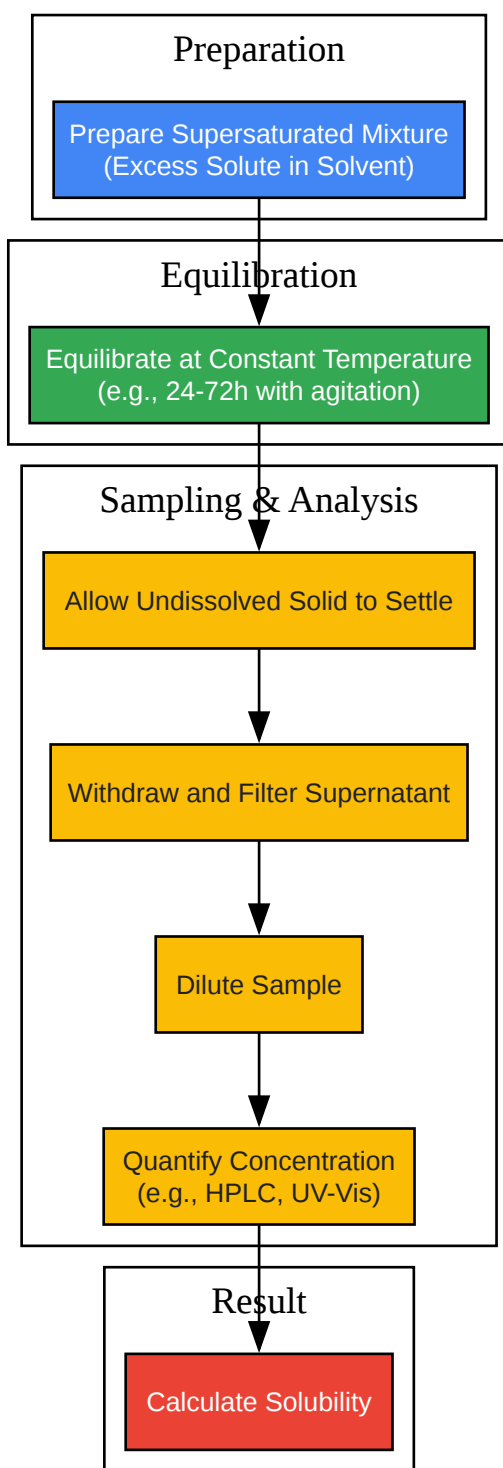 Preparation
Prepare Supersaturated Mixture
(Excess Solute in Solvent)
Equilibration
Equilibrate at Constant Temperature
(e.g., 24-72h with agitation)
Sampling & Analysis
Allow Undissolved Solid to Settle
Withdraw and Filter Supernatant
Dilute Sample
Quantify Concentration
(e.g., HPLC, UV-Vis)
Result
Calculate Solubility